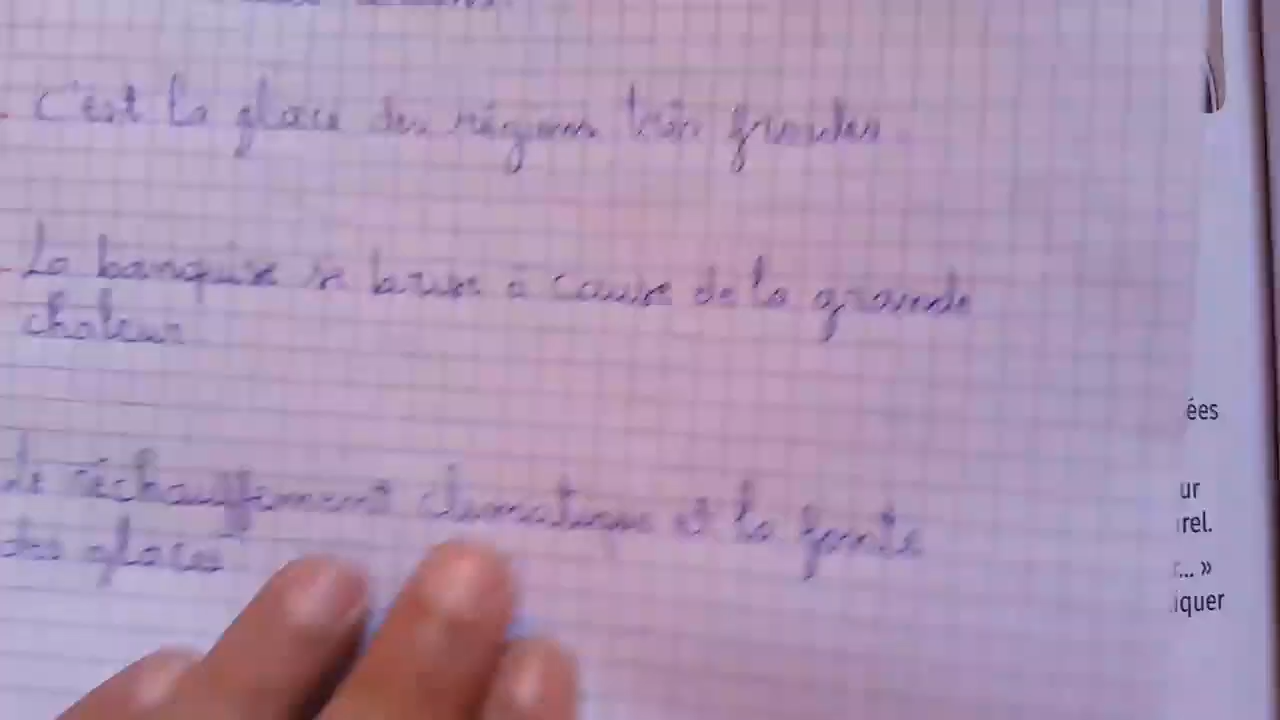 C'est la glace des régions très grandes.
La banquise se brise à cause de la grande
chaleur
Le réchauffement climatique et la fonte
des glaces
ées
ur
rel.
... »
iquer